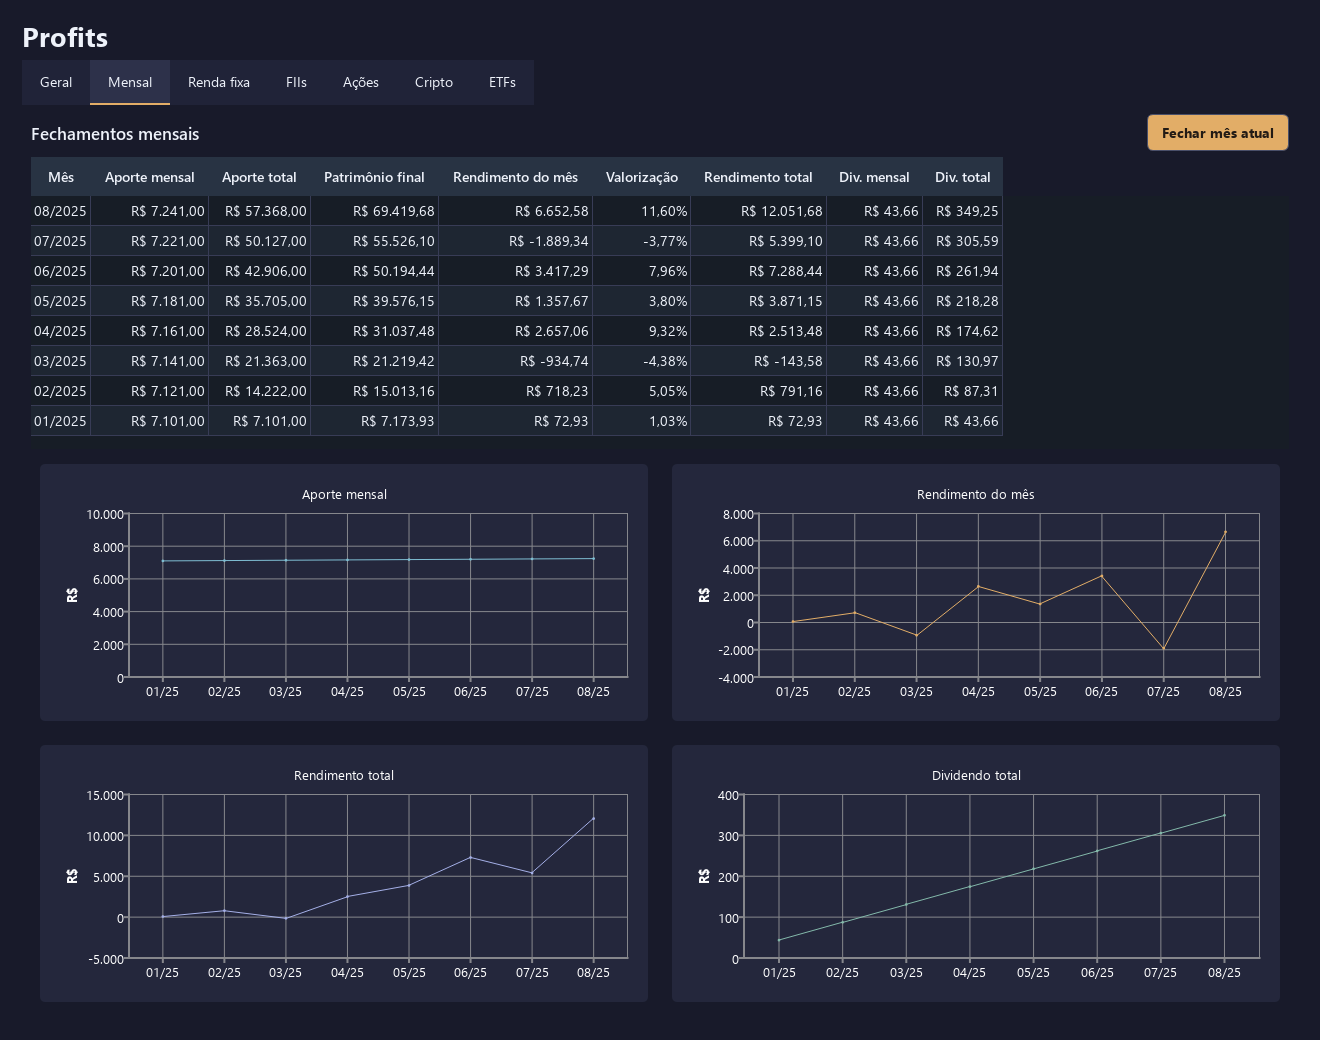 Profits
Geral Mensal Renda fixa FIIs Ações Cripto ETFs
Fechamentos mensais
Fechar mês atual
Mês Aporte mensal Aporte total Patrimônio final Rendimento do mês Valorização Rendimento total Div. mensal Div. total
08/2025 R$ 7.241,00 R$ 57.368,00 R$ 69.419,68 R$ 6.652,58 11,60% R$ 12.051,68 R$ 43,66 R$ 349,25
07/2025 R$ 7.221,00 R$ 50.127,00 R$ 55.526,10 R$ -1.889,34 -3,77% R$ 5.399,10 R$ 43,66 R$ 305,59
06/2025 R$ 7.201,00 R$ 42.906,00 R$ 50.194,44 R$ 3.417,29 7,96% R$ 7.288,44 R$ 43,66 R$ 261,94
05/2025 R$ 7.181,00 R$ 35.705,00 R$ 39.576,15 R$ 1.357,67 3,80% R$ 3.871,15 R$ 43,66 R$ 218,28
04/2025 R$ 7.161,00 R$ 28.524,00 R$ 31.037,48 R$ 2.657,06 9,32% R$ 2.513,48 R$ 43,66 R$ 174,62
03/2025 R$ 7.141,00 R$ 21.363,00 R$ 21.219,42 R$ -934,74 -4,38% R$ -143,58 R$ 43,66 R$ 130,97
02/2025 R$ 7.121,00 R$ 14.222,00 R$ 15.013,16 R$ 718,23 5,05% R$ 791,16 R$ 43,66 R$ 87,31
01/2025 R$ 7.101,00 R$ 7.101,00 R$ 7.173,93 R$ 72,93 1,03% R$ 72,93 R$ 43,66 R$ 43,66
Aporte mensal
10.000
8.000
6.000
R$
4.000
2.000
0
01/25 02/25 03/25 04/25 05/25 06/25 07/25 08/25
Rendimento do mês
8.000
6.000
4.000
2.000
R$
0
-2.000
-4.000
01/25 02/25 03/25 04/25 05/25 06/25 07/25 08/25
Rendimento total
15.000
10.000
5.000
R$
0
-5.000
01/25 02/25 03/25 04/25 05/25 06/25 07/25 08/25
Dividendo total
400
300
200
R$
100
0
01/25 02/25 03/25 04/25 05/25 06/25 07/25 08/25